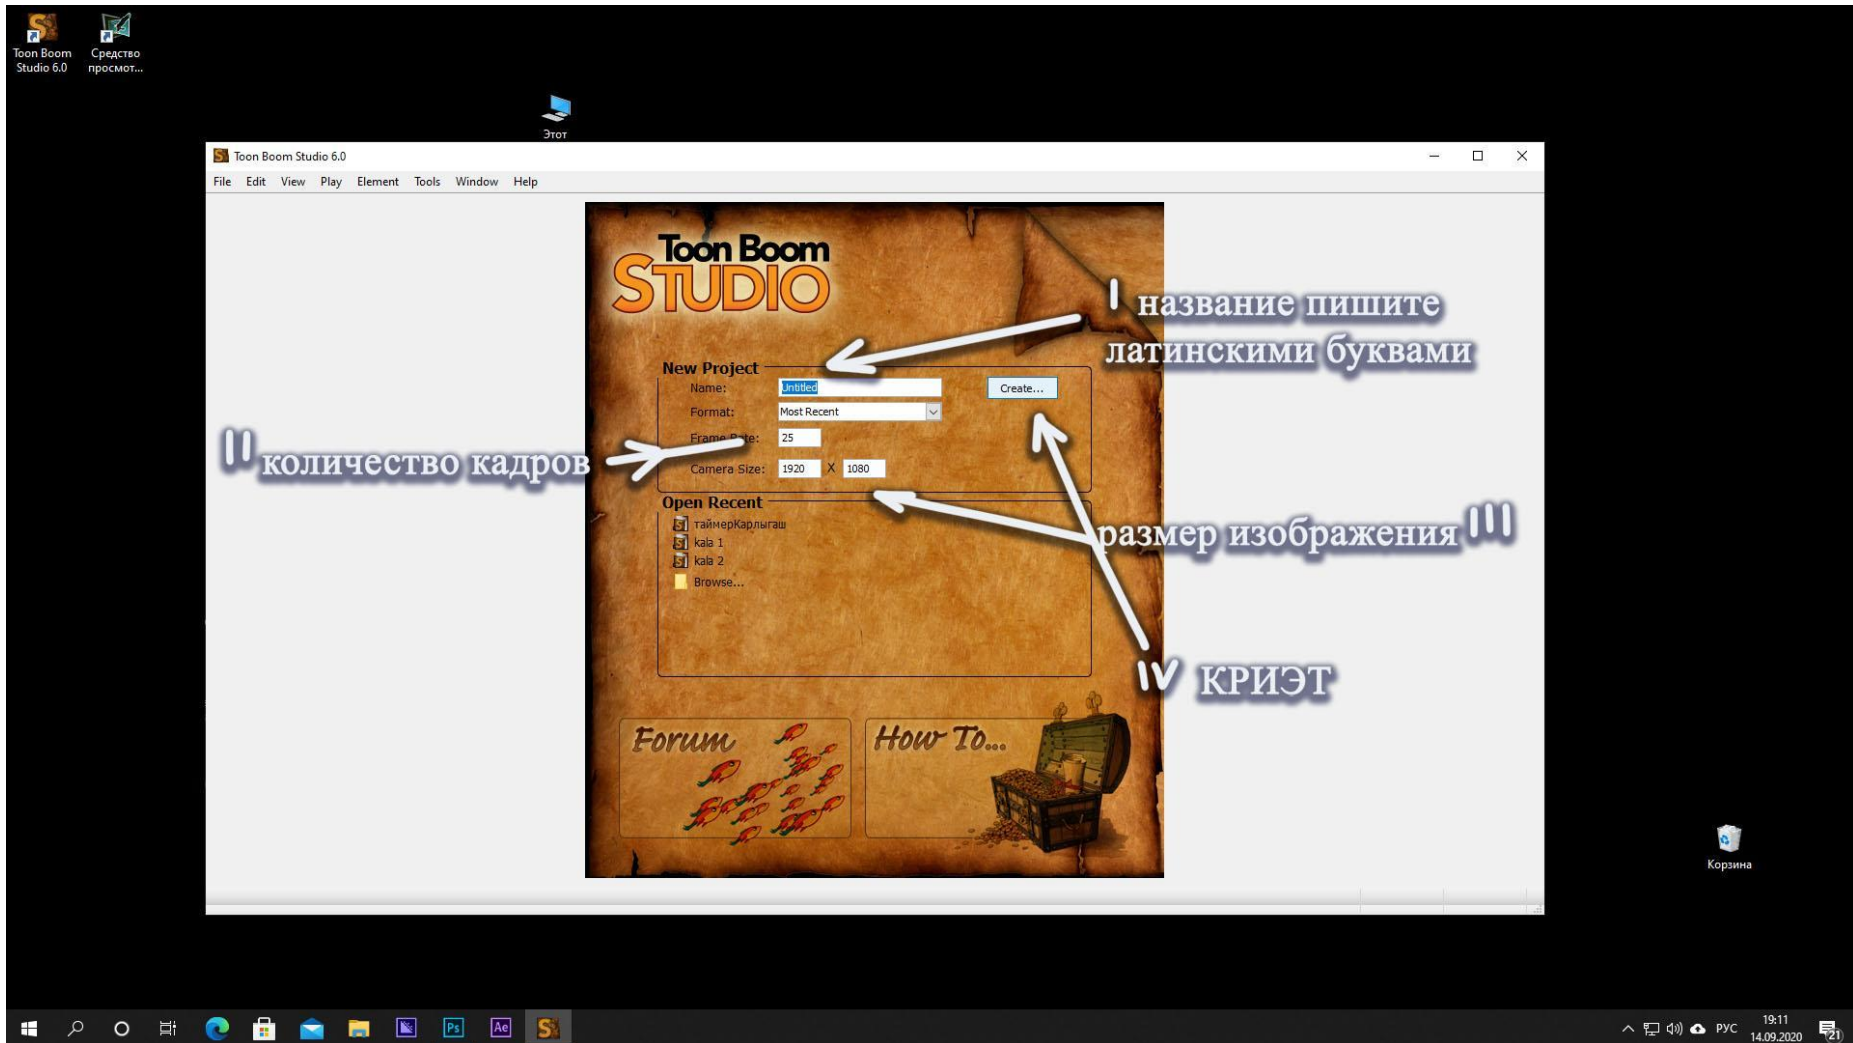 Toon Boom
Studio 6.0
Средство
просмот...
Этот
Toon Boom Studio 6.0
File Edit View Play Element Tools Window Help
Toon Boom
STUDIO
I название пишите
латинскими буквами
New Project
Name: Untitled Create...
Format: Most Recent
Frame Rate: 25
II количество кадров
Camera Size: 1920 X 1080
Open Recent
таймерКарлыгаш
kala 1
размер изображения III
kala 2
Browse...
IV КРИЭТ
Forum
How To...
Корзина
Ps Ae S
РУС
19:11
14.09.2020
21